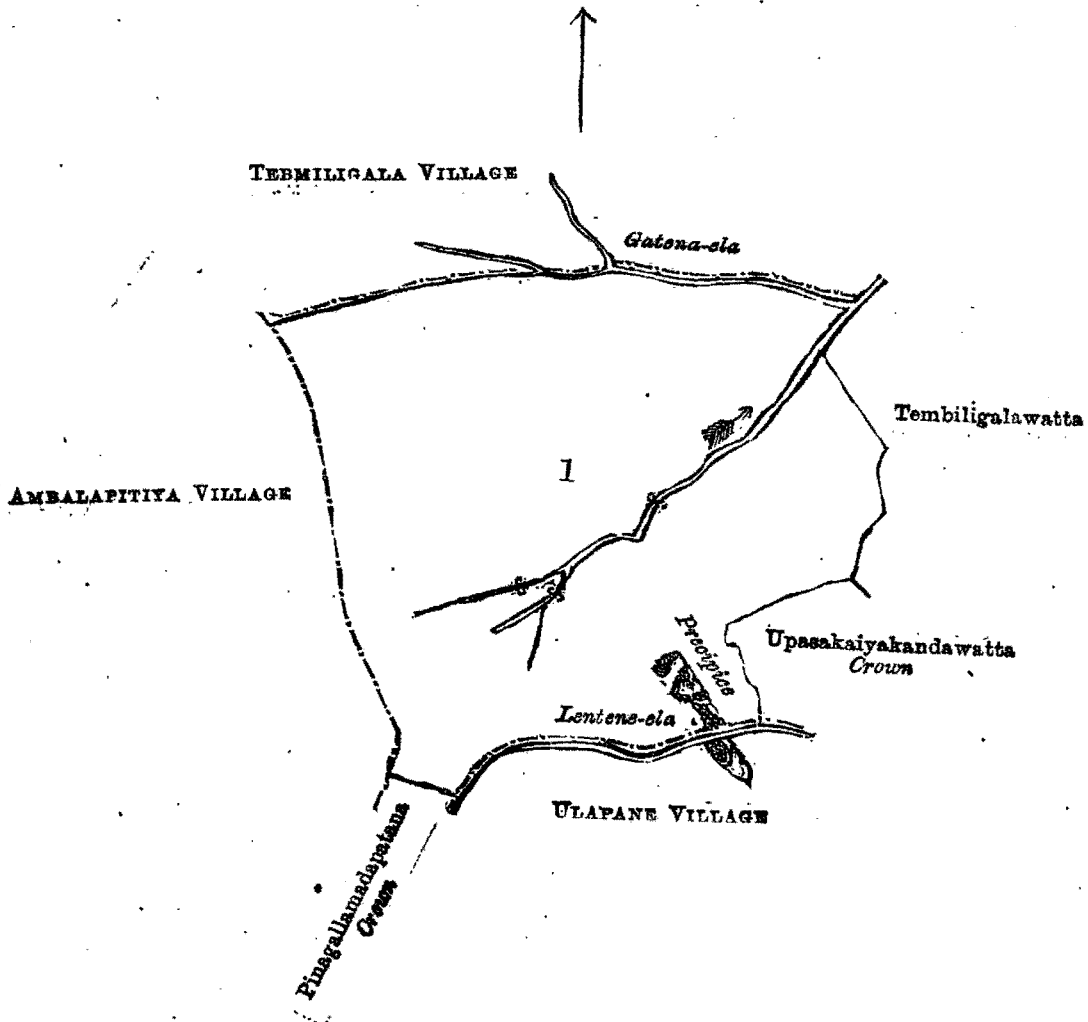 TEBMILIGALA VILLAGE
Gatena-ela
Tembiligalawatta
1
AMBALAPITIYA VILLAGE
Precipice
Upasakaiyakandawatta
Crown
Lentene-ela
ULAPANE VILLAGE
Pinagallamadapatana
Crown